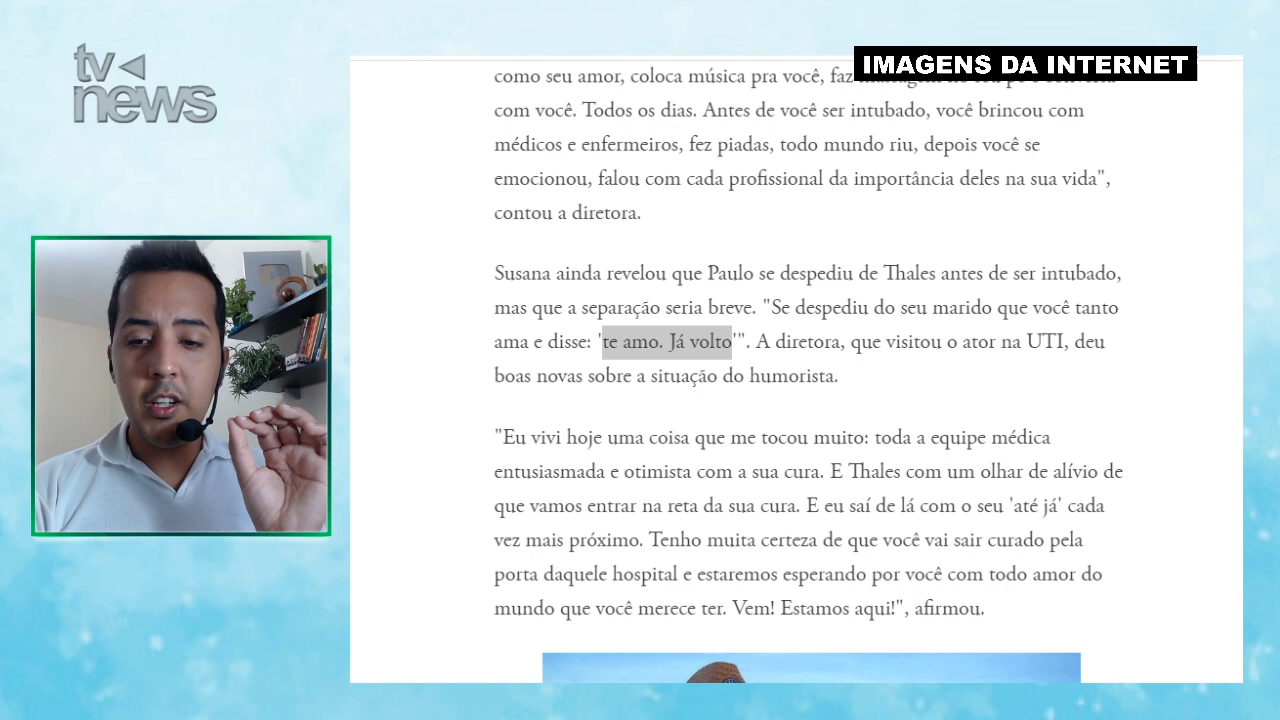 tv
news
IMAGENS DA INTERNET
como seu amor, coloca música pra você, faz
com você. Todos os dias. Antes de você ser intubado, você brincou com
médicos e enfermeiros, fez piadas, todo mundo riu, depois você se
emocionou, falou com cada profissional da importância deles na sua vida",
contou a diretora.
Susana ainda revelou que Paulo se despediu de Thales antes de ser intubado,
mas que a separação seria breve. "Se despediu do seu marido que você tanto
ama e disse: 'te amo. Já volto'". A diretora, que visitou o ator na UTI, deu
boas novas sobre a situação do humorista.
"Eu vivi hoje uma coisa que me tocou muito: toda a equipe médica
entusiasmada e otimista com a sua cura. E Thales com um olhar de alívio de
que vamos entrar na reta da sua cura. E eu saí de lá com o seu 'até já' cada
vez mais próximo. Tenho muita certeza de que você vai sair curado pela
porta daquele hospital e estaremos esperando por você com todo amor do
mundo que você merece ter. Vem! Estamos aqui!", afirmou.